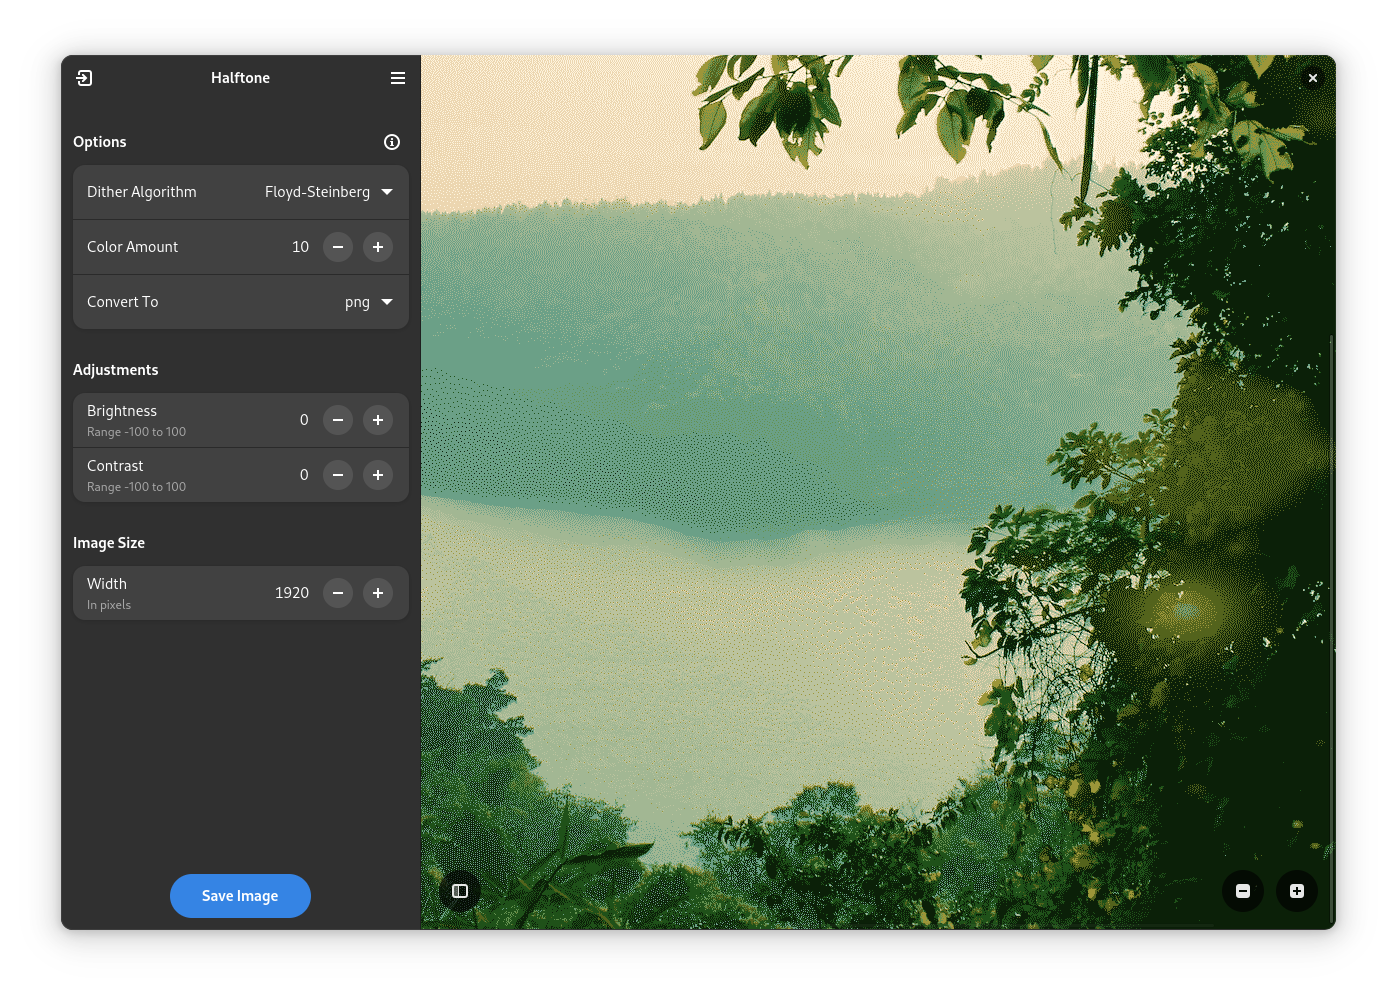 Halftone
Options
Dither Algorithm Floyd-Steinberg
Color Amount 10
Convert To png
Adjustments
Brightness 0
Range -100 to 100
Contrast 0
Range -100 to 100
Image Size
Width 1920
In pixels
Save Image